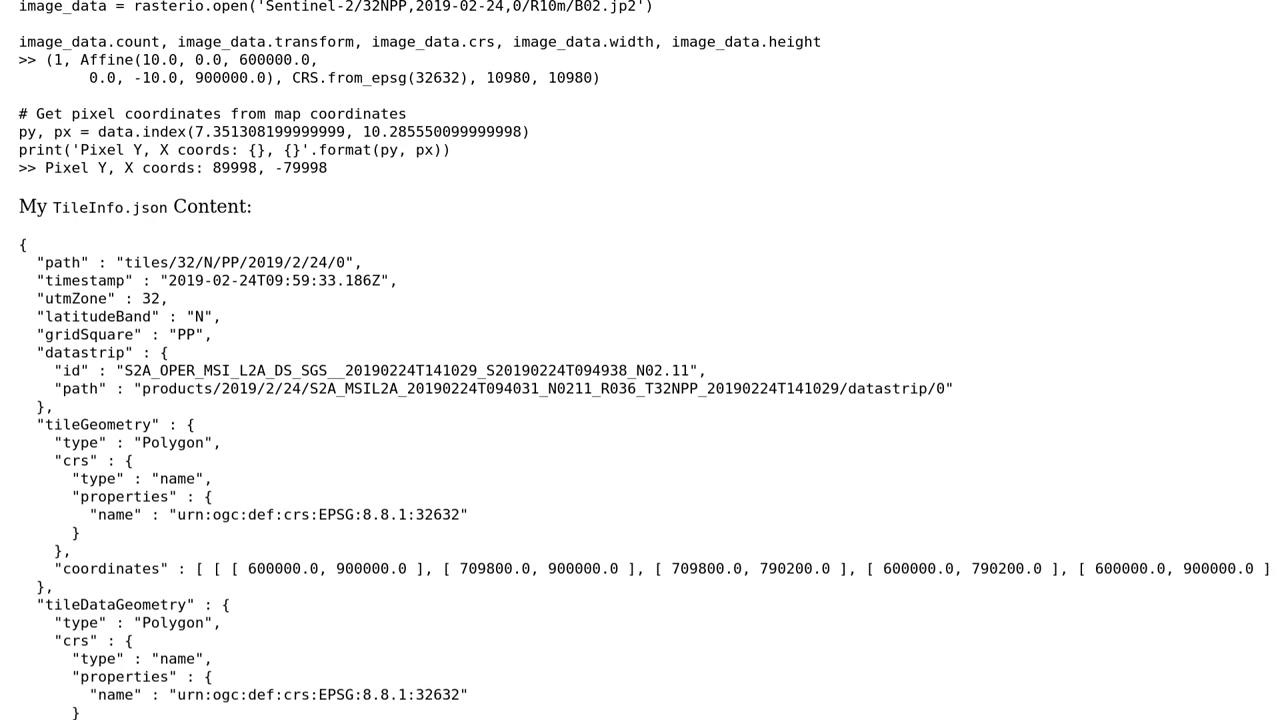 image_data = rasterio.open('Sentinel-2/32NPP,2019-02-24,0/R10m/B02.jp2')
image_data.count, image_data.transform, image_data.crs, image_data.width, image_data.height
>> (1, Affine(10.0, 0.0, 600000.0,
        0.0, -10.0, 900000.0), CRS.from_epsg(32632), 10980, 10980)
# Get pixel coordinates from map coordinates
py, px = data.index(7.351308199999999, 10.285550099999998)
print('Pixel Y, X coords: {}, {}'.format(py, px))
>> Pixel Y, X coords: 89998, -79998
My TileInfo.json Content:
{
  "path" : "tiles/32/N/PP/2019/2/24/0",
  "timestamp" : "2019-02-24T09:59:33.186Z",
  "utmZone" : 32,
  "latitudeBand" : "N",
  "gridSquare" : "PP",
  "datastrip" : {
    "id" : "S2A_OPER_MSI_L2A_DS_SGS__20190224T141029_S20190224T094938_N02.11",
    "path" : "products/2019/2/24/S2A_MSIL2A_20190224T094031_N0211_R036_T32NPP_20190224T141029/datastrip/0"
  },
  "tileGeometry" : {
    "type" : "Polygon",
    "crs" : {
      "type" : "name",
      "properties" : {
        "name" : "urn:ogc:def:crs:EPSG:8.8.1:32632"
      }
    },
    "coordinates" : [ [ [ 600000.0, 900000.0 ], [ 709800.0, 900000.0 ], [ 709800.0, 790200.0 ], [ 600000.0, 790200.0 ], [ 600000.0, 900000.0 ]
  },
  "tileDataGeometry" : {
    "type" : "Polygon",
    "crs" : {
      "type" : "name",
      "properties" : {
        "name" : "urn:ogc:def:crs:EPSG:8.8.1:32632"
      }